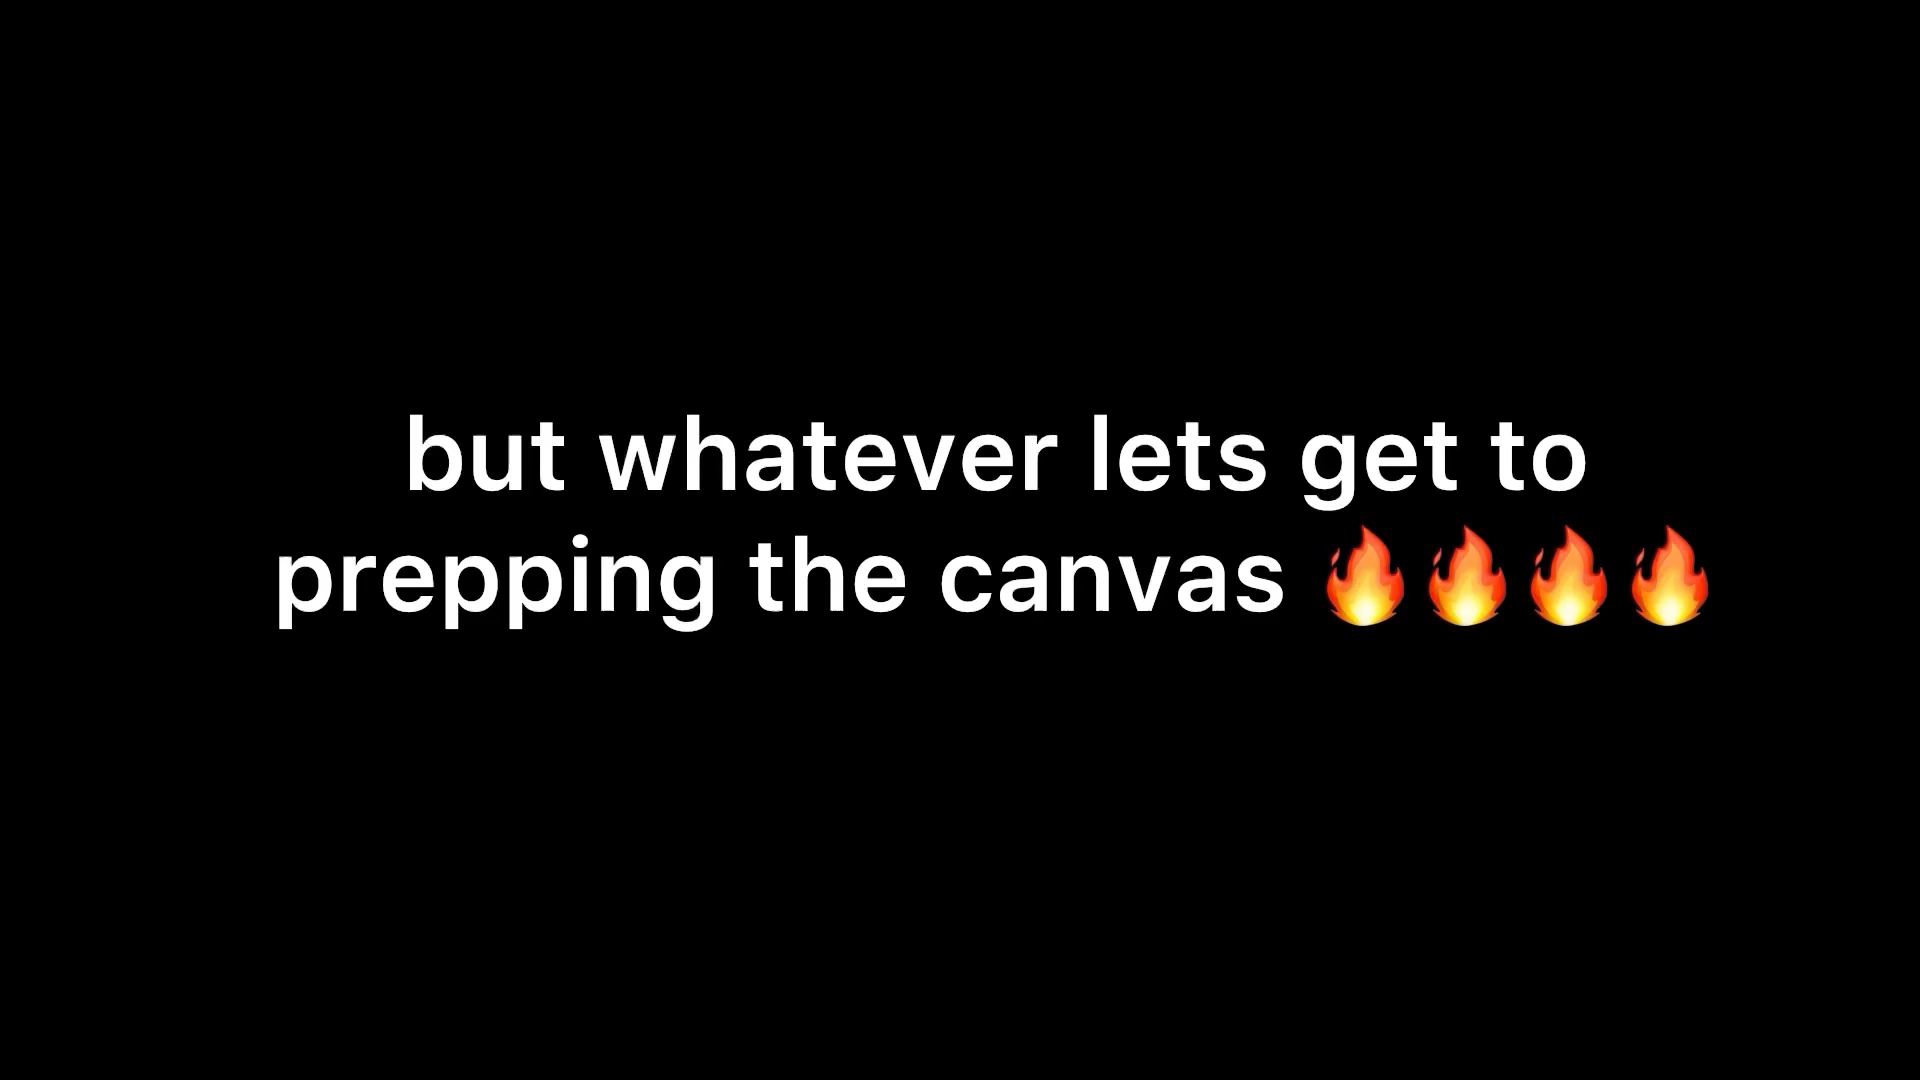 but whatever lets get to
prepping the canvas 🔥🔥🔥🔥